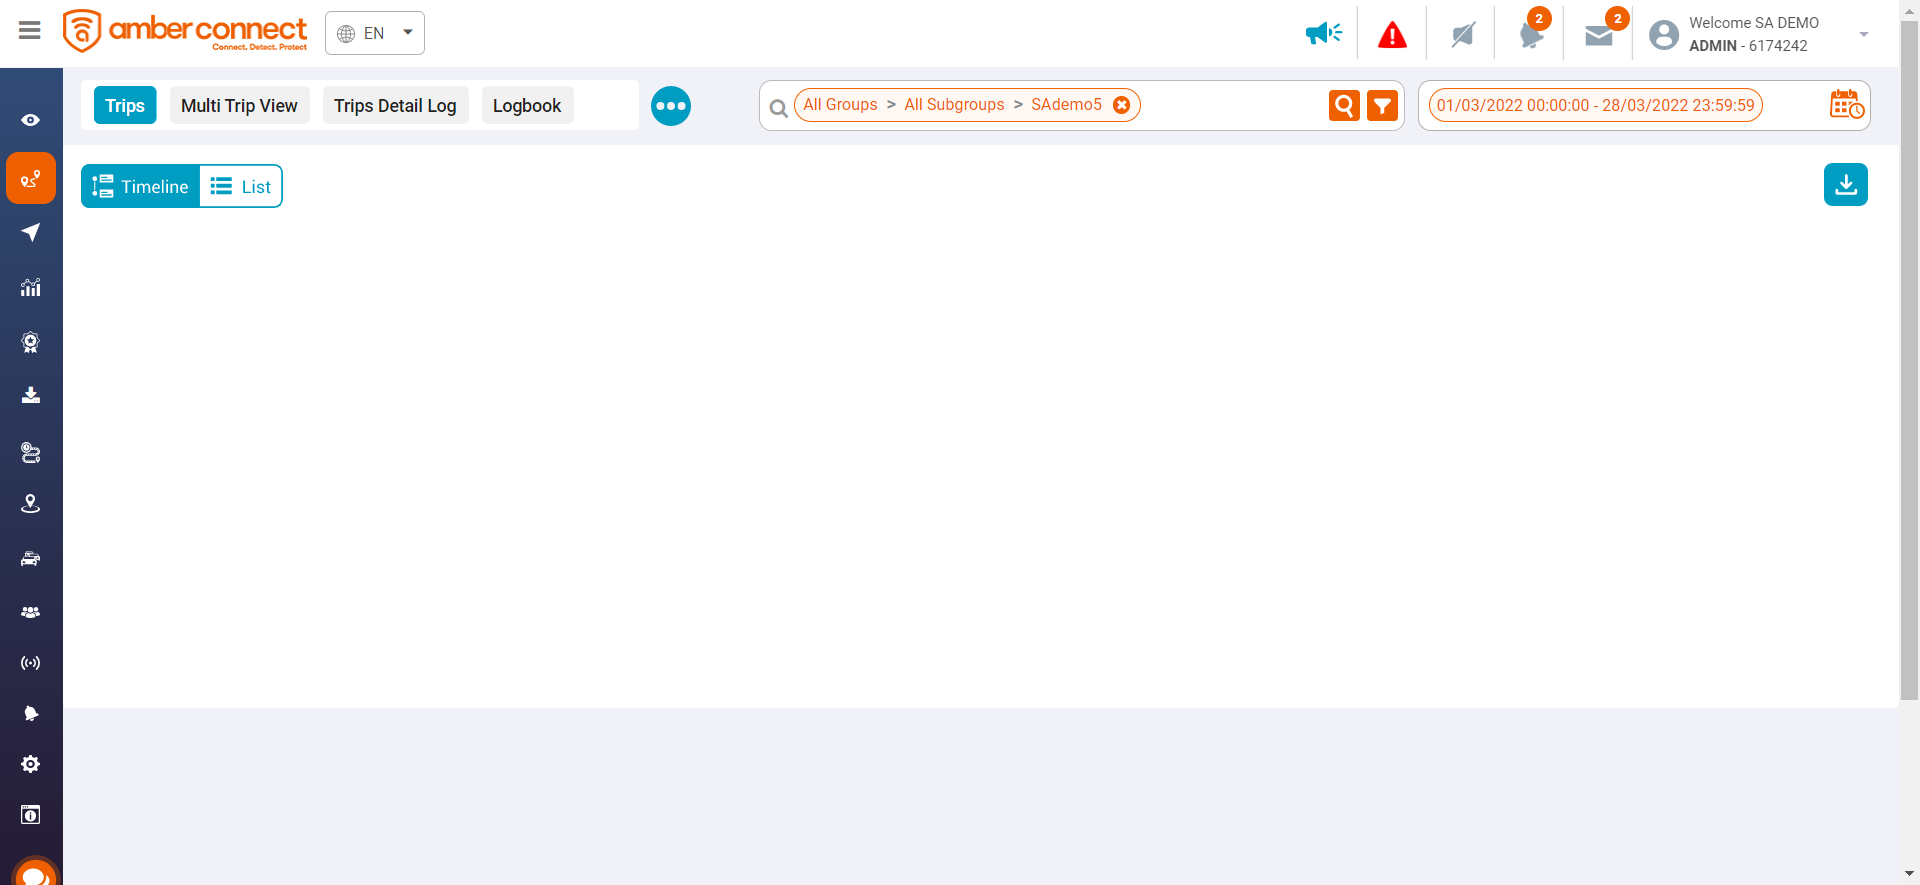 amber connect
Connect. Detect. Protect
EN
2
2
Welcome SA DEMO
ADMIN - 6174242
Trips
Multi Trip View
Trips Detail Log
Logbook
All Groups > All Subgroups > SAdemo5
01/03/2022 00:00:00 - 28/03/2022 23:59:59
Timeline
List